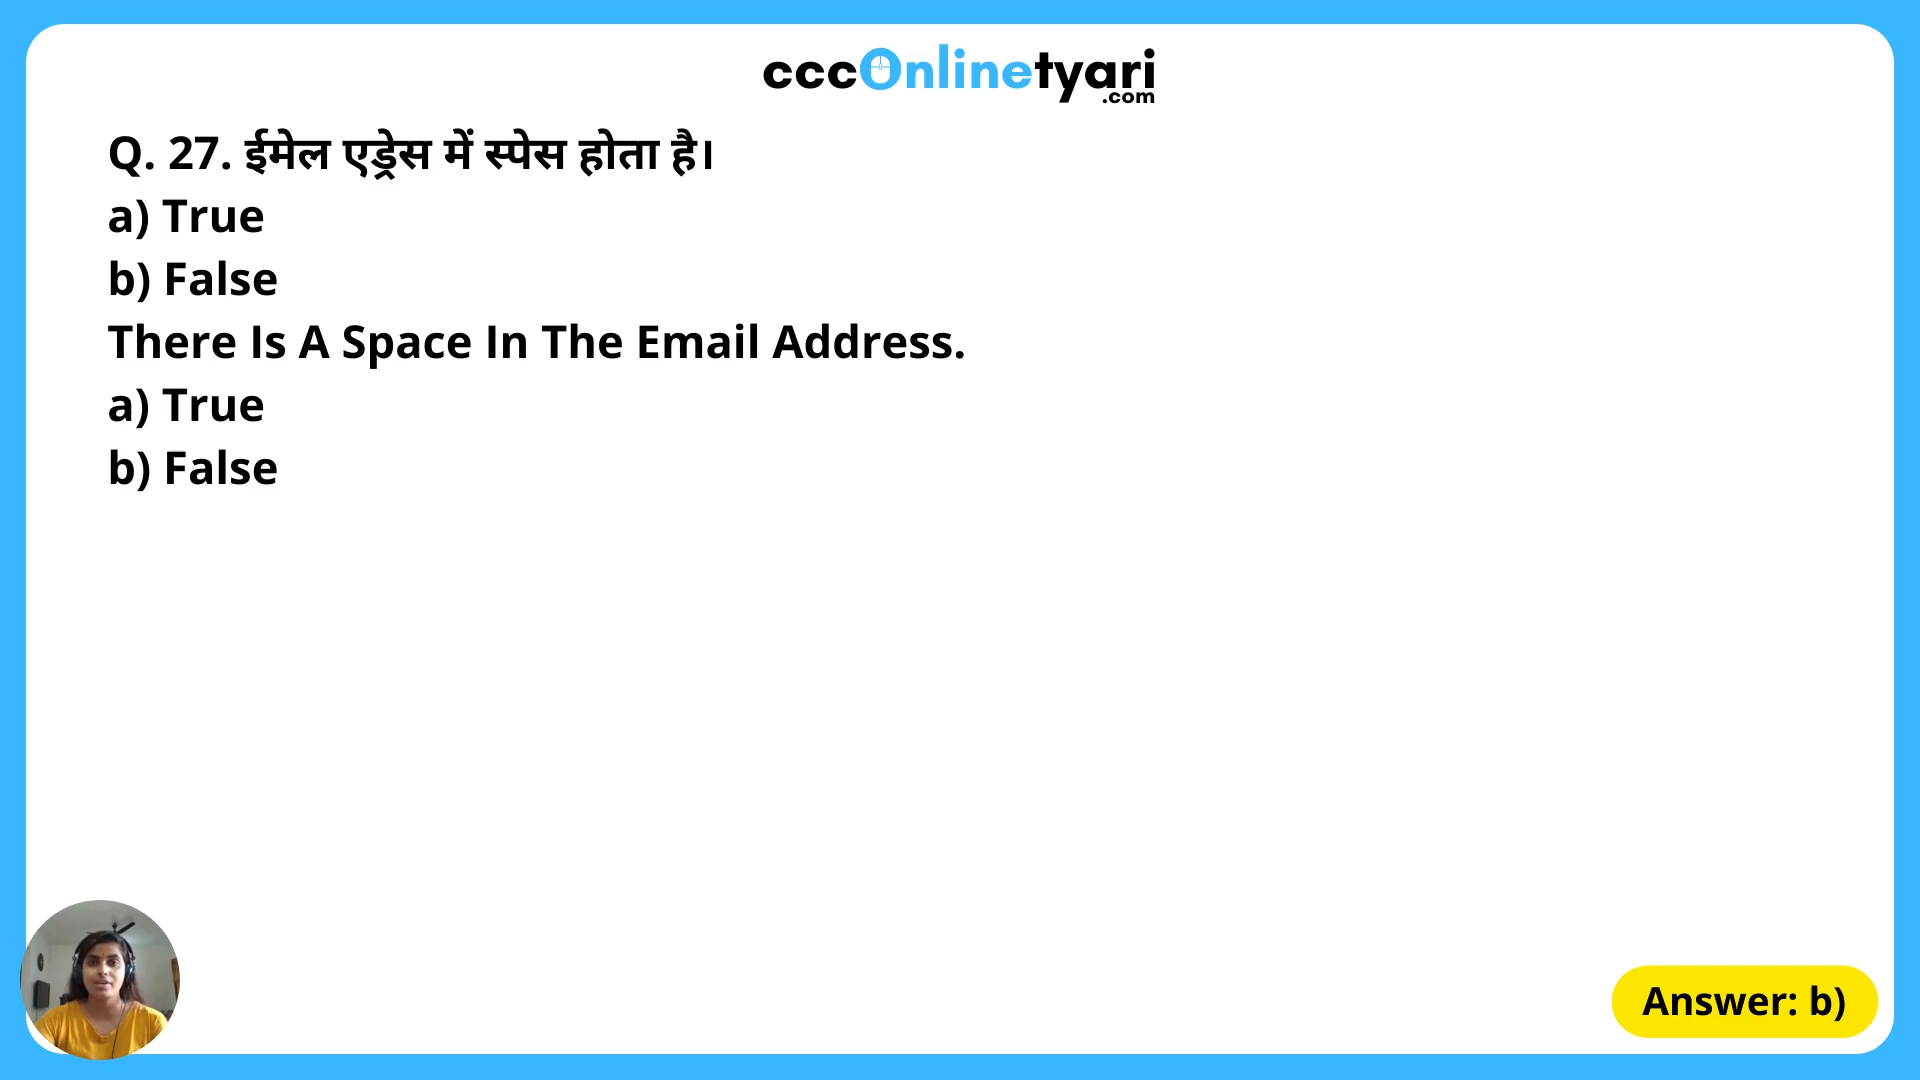 cccOnlinetyari
.com
Q. 27. ईमेल एड्रेस में स्पेस होता है।
a) True
b) False
There Is A Space In The Email Address.
a) True
b) False
Answer: b)